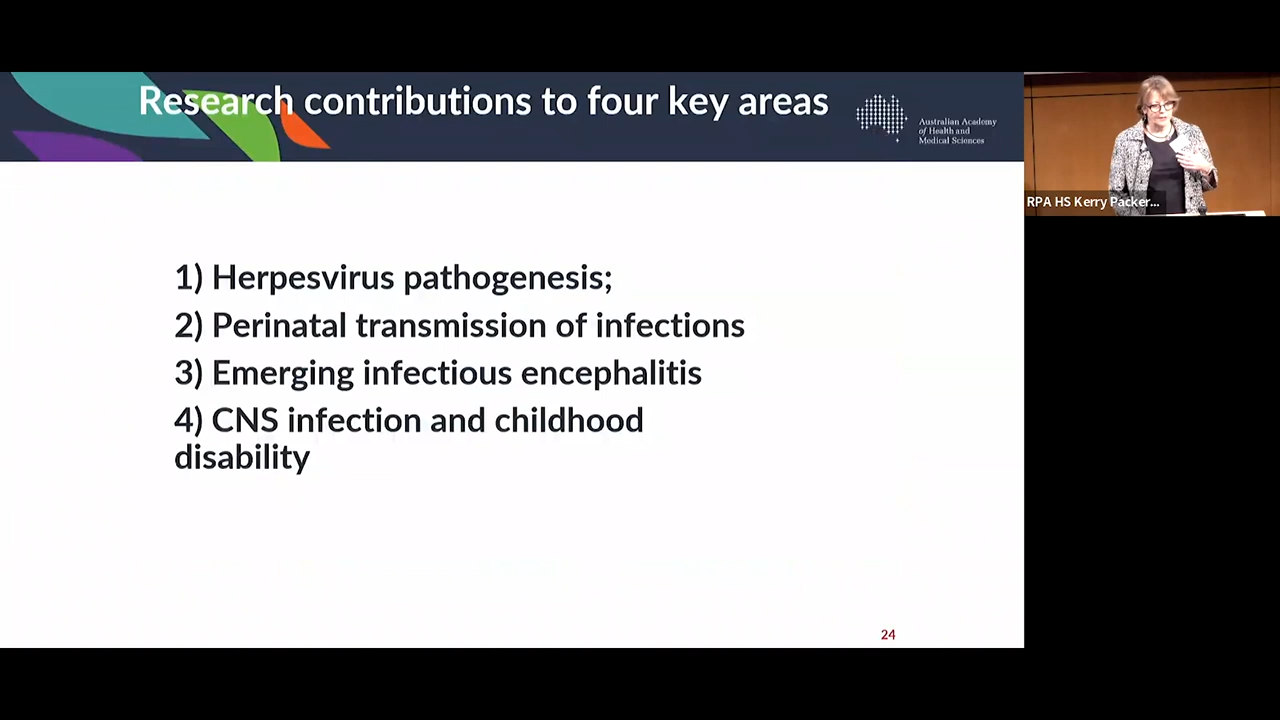 Research contributions to four key areas
Australian Academy
of Health and
Medical Sciences
RPA HS Kerry Packer...
1) Herpesvirus pathogenesis;
2) Perinatal transmission of infections
3) Emerging infectious encephalitis
4) CNS infection and childhood
disability
24